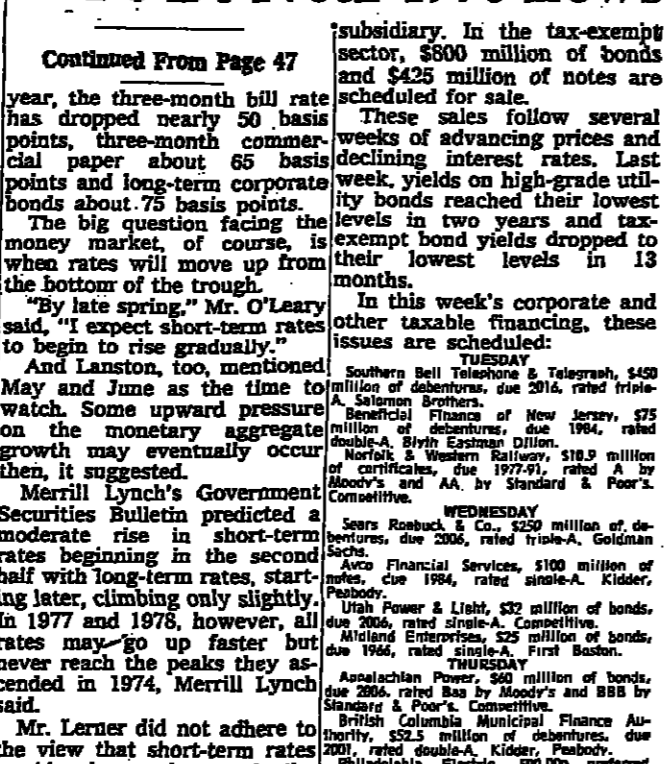 Continued From Page 47
year, the three-month bill rate
has dropped nearly 50 basis
points, three-month commer-
cial paper about 65 basis
points and long-term corporate
bonds about 75 basis points.
The big question facing the
money market, of course, is
when rates will move up from
the bottom of the trough.
"By late spring," Mr. O'Leary
said, "I expect short-term rates
to begin to rise gradually."
And Lanston, too, mentioned
May and June as the time to
watch. Some upward pressure
on the monetary aggregate
growth may eventually occur
then, it suggested.
Merrill Lynch's Government
Securities Bulletin predicted a
moderate rise in short-term
rates beginning in the second
half with long-term rates, start-
ing later, climbing only slightly.
In 1977 and 1978, however, all
rates may go up faster but
never reach the peaks they as-
cended in 1974, Merrill Lynch
said.
Mr. Lerner did not adhere to
the view that short-term rates
subsidiary. In the tax-exempt
sector, $800 million of bonds
and $425 million of notes are
scheduled for sale.
These sales follow several
weeks of advancing prices and
declining interest rates. Last
week, yields on high-grade util-
ity bonds reached their lowest
levels in two years and tax-
exempt bond yields dropped to
their lowest levels in 13
months.
In this week's corporate and
other taxable financing, these
issues are scheduled:
TUESDAY
Southern Bell Telephone & Telegraph, $450
million of debentures, due 2016, rated triple-
A. Salomon Brothers.
Beneficial Finance of New Jersey, $75
million of debentures, due 1984, rated
double-A. Blyth Eastman Dillon.
Norfolk & Western Railway, $10.9 million
of certificates, due 1977-91, rated A by
Moody's and AA by Standard & Poor's.
Competitive.
WEDNESDAY
Sears Roebuck & Co., $250 million of de-
bentures, due 2006, rated triple-A. Goldman
Sachs.
Avco Financial Services, $100 million of
notes, due 1984, rated single-A. Kidder,
Peabody.
Utah Power & Light, $32 million of bonds,
due 2006, rated single-A. Competitive.
Midland Enterprises, $25 million of bonds,
due 1966, rated single-A. First Boston.
THURSDAY
Appalachian Power, $60 million of bonds,
due 2006, rated Baa by Moody's and BBB by
Standard & Poor's. Competitive.
British Columbia Municipal Finance Au-
thority, $52.5 million of debentures, due
2001, rated double-A. Kidder, Peabody.
Philadelphia Electric